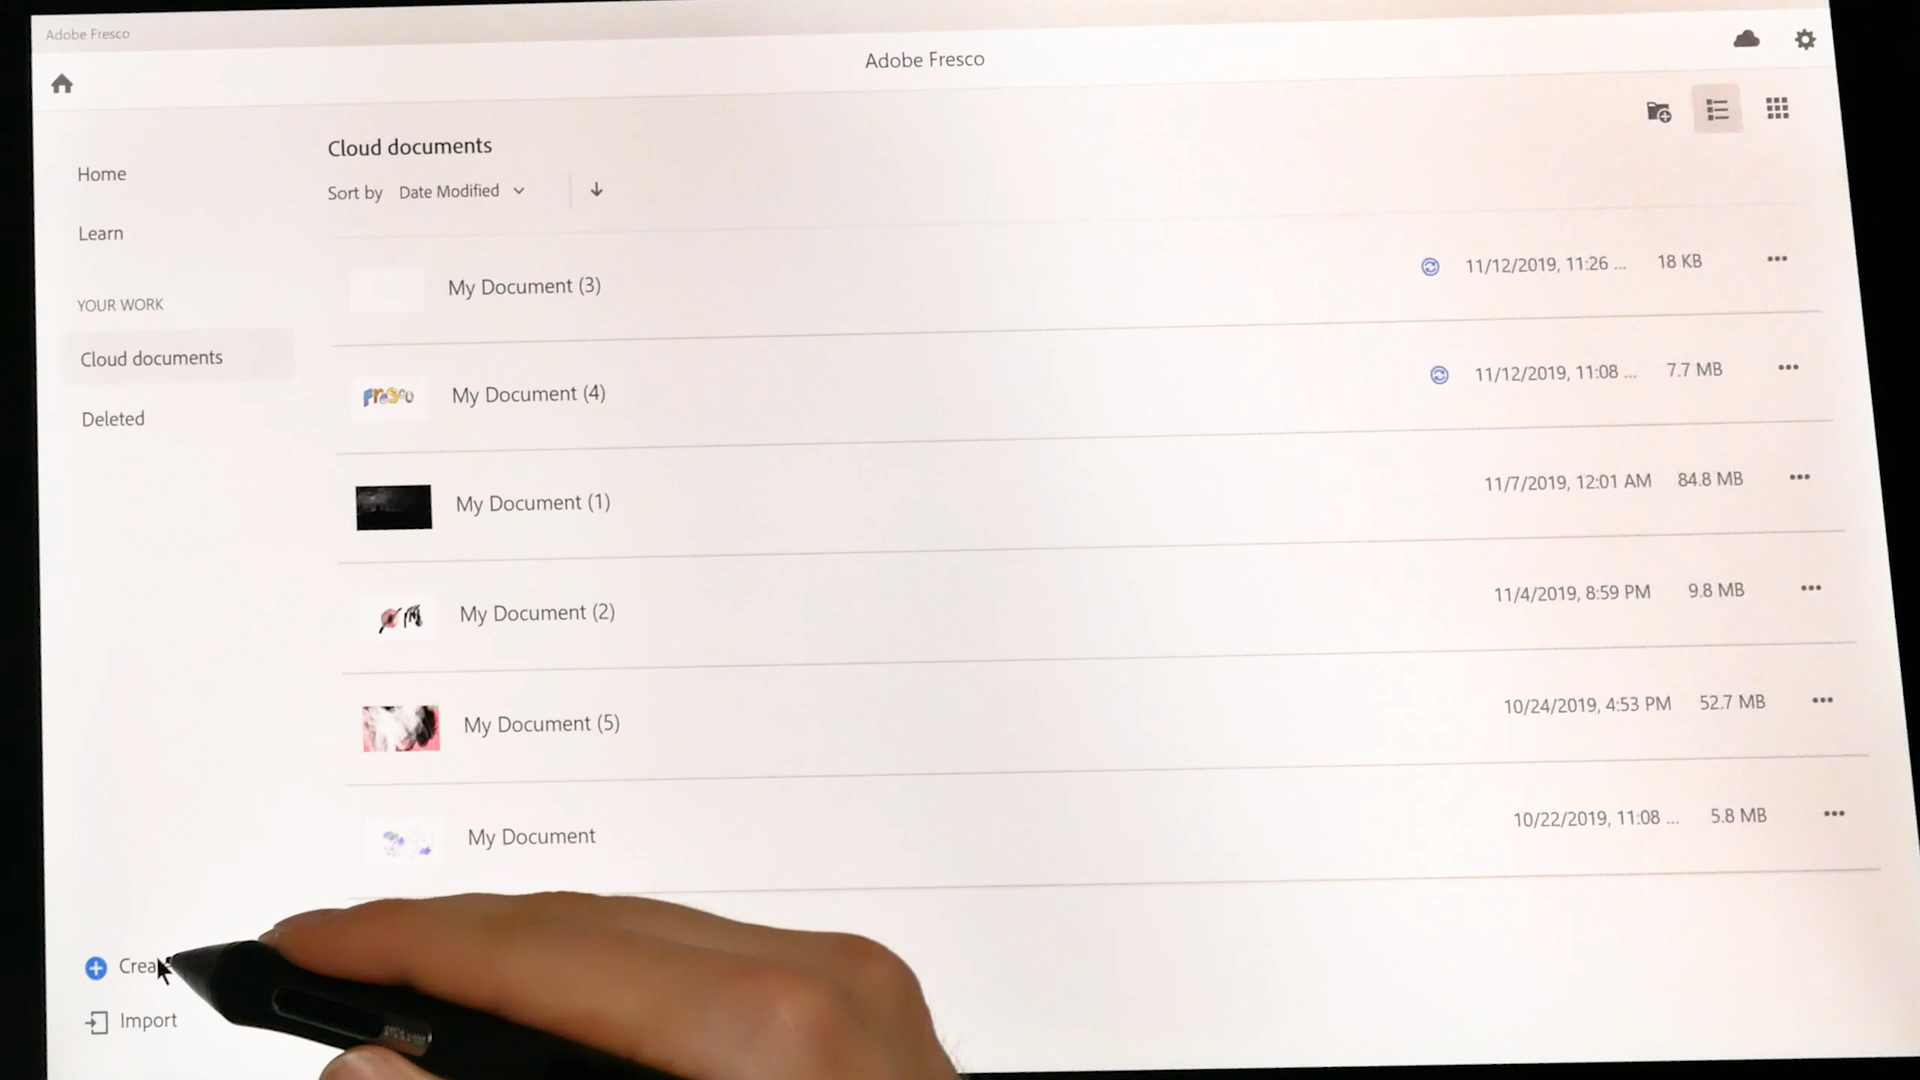 Adobe Fresco
Adobe Fresco
Home
Learn
YOUR WORK
Cloud documents
Deleted
Cloud documents
Sort by Date Modified
My Document (3) 11/12/2019, 11:26 ... 18 KB
Fresco
My Document (4) 11/12/2019, 11:08 ... 7.7 MB
My Document (1) 11/7/2019, 12:01 AM 84.8 MB
My Document (2) 11/4/2019, 8:59 PM 9.8 MB
My Document (5) 10/24/2019, 4:53 PM 52.7 MB
My Document 10/22/2019, 11:08 ... 5.8 MB
Crea
Import